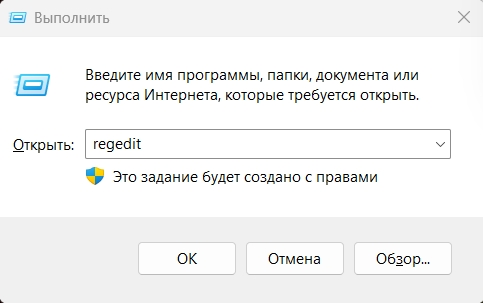 Выполнить
Введите имя программы, папки, документа или
ресурса Интернета, которые требуется открыть.
Открыть: regedit
Это задание будет создано с правами
ОК Отмена Обзор...